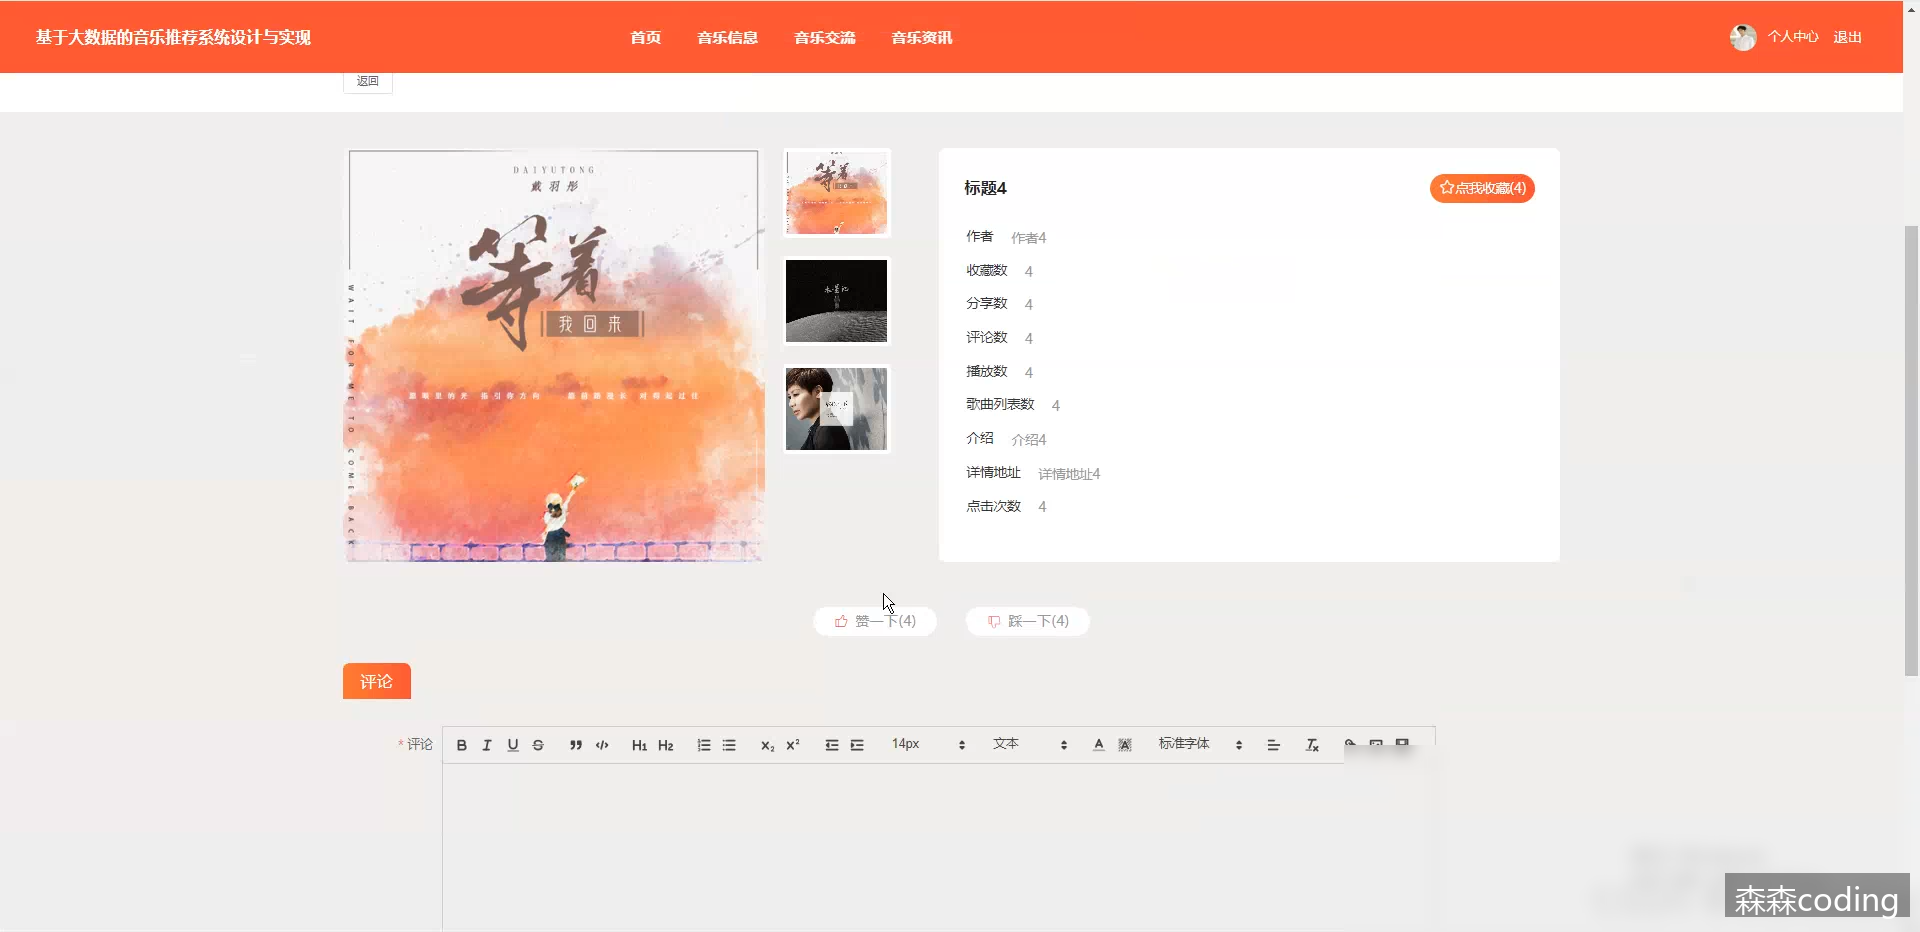 基于大数据的音乐推荐系统设计与实现
首页 音乐信息 音乐交流 音乐资讯
个人中心 退出
返回
DAIYUTONG
戴羽彤
等着
我回来
WAIT FOR ME TO COME BACK
标题4
点我收藏(4)
作者 作者4
收藏数 4
分享数 4
评论数 4
播放数 4
歌曲列表数 4
介绍 介绍4
详情地址 详情地址4
点击次数 4
赞一下(4) 踩一下(4)
评论
* 评论
B I U S H1 H2 X2 X2 14px 文本 A A 标准字体 Tx
森森coding